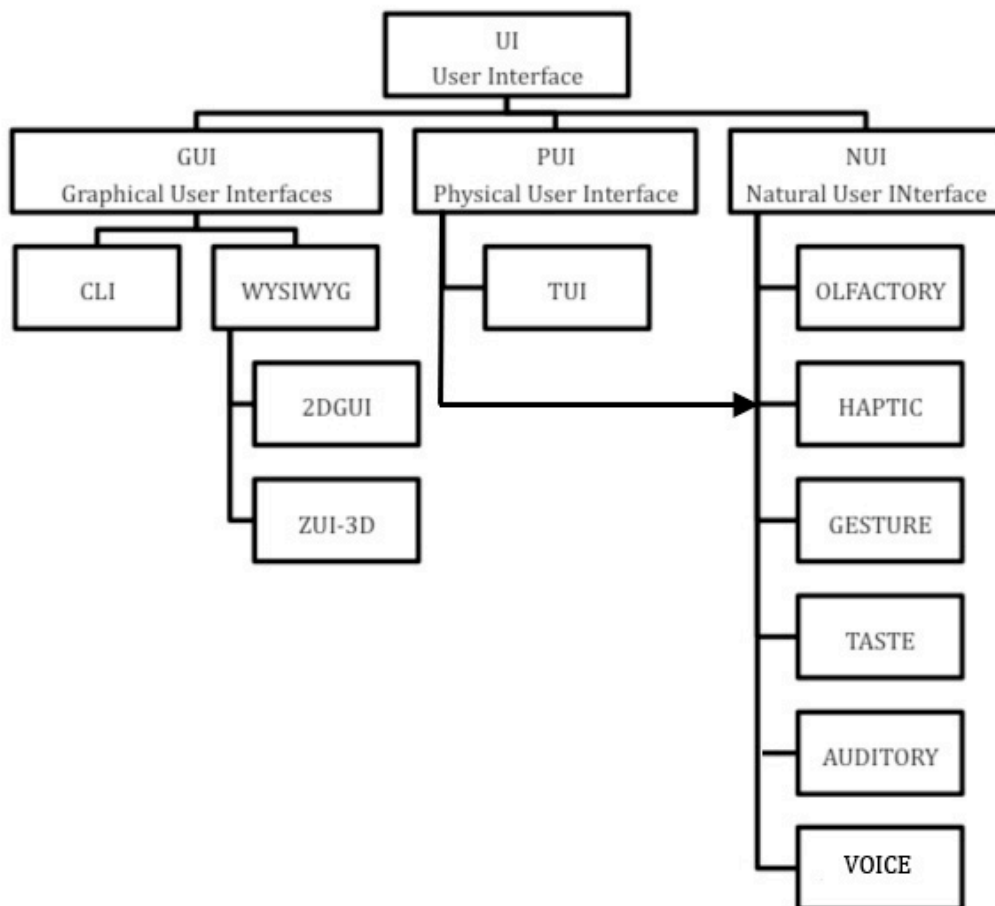 UI
User Interface
GUI
Graphical User Interfaces
PUI
Physical User Interface
NUI
Natural User INterface
CLI
WYSIWYG
TUI
OLFACTORY
2DGUI
HAPTIC
ZUI-3D
GESTURE
TASTE
AUDITORY
VOICE